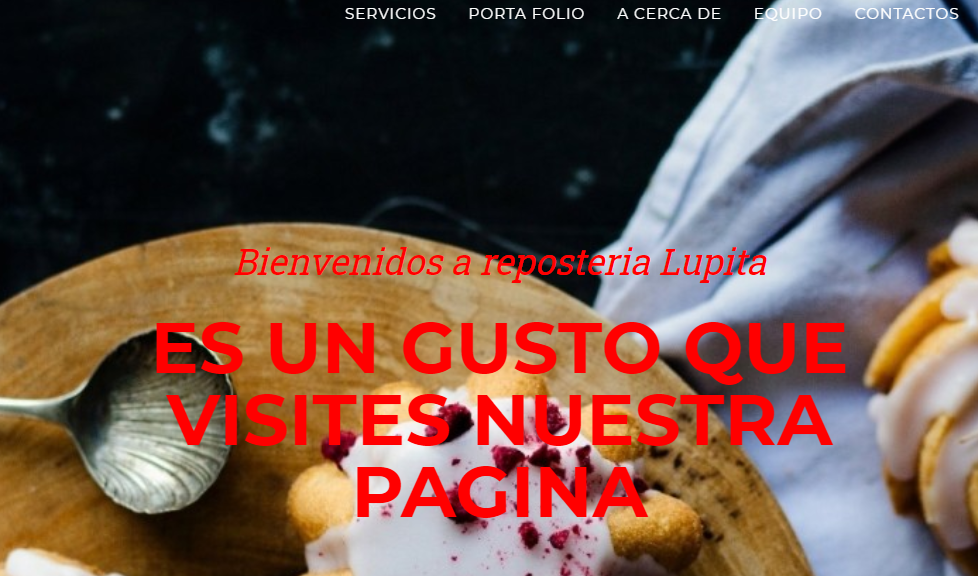 SERVICIOS PORTA FOLIO A CERCA DE EQUIPO CONTACTOS
Bienvenidos a reposteria Lupita
ES UN GUSTO QUE
VISITES NUESTRA
PAGINA